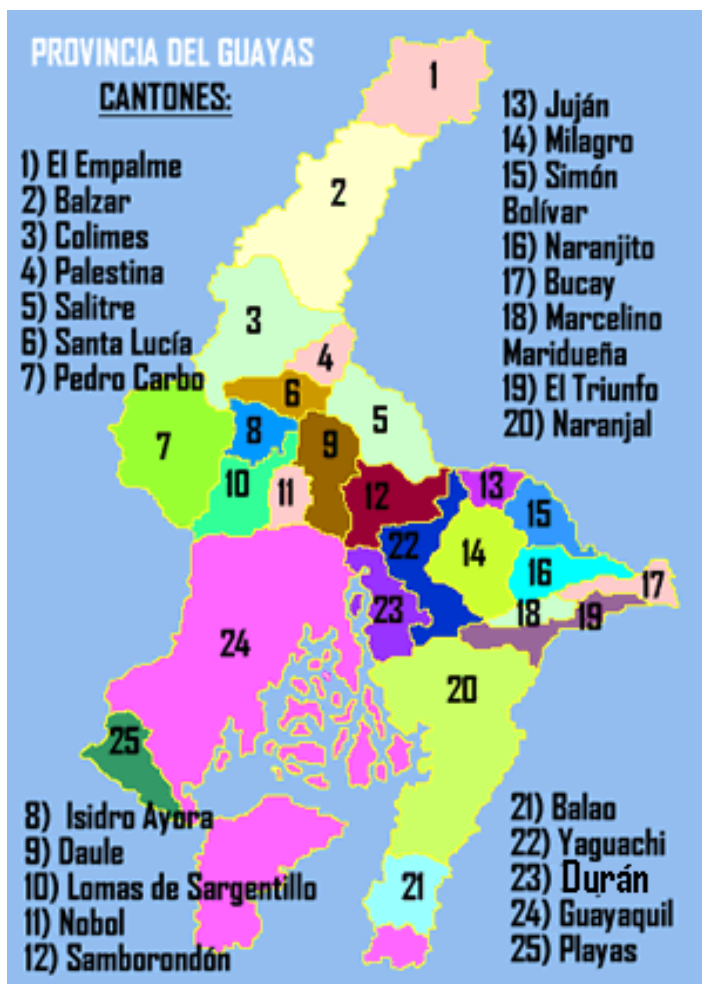 PROVINCIA DEL GUAYAS
CANTONES:
1) El Empalme
2) Balzar
3) Colimes
4) Palestina
5) Salitre
6) Santa Lucía
7) Pedro Carbo
13) Juján
14) Milagro
15) Simón
Bolívar
16) Naranjito
17) Bucay
18) Marcelino
Maridueña
19) El Triunfo
20) Naranjal
1
2
3
4
6
5
7
8
9
10
11
12
13
15
22
14
16
17
18
19
23
24
20
25
21
8) Isidro Ayora
9) Daule
10) Lomas de Sargentillo
11) Nobol
12) Samborondón
21) Balao
22) Yaguachi
23) Durán
24) Guayaquil
25) Playas